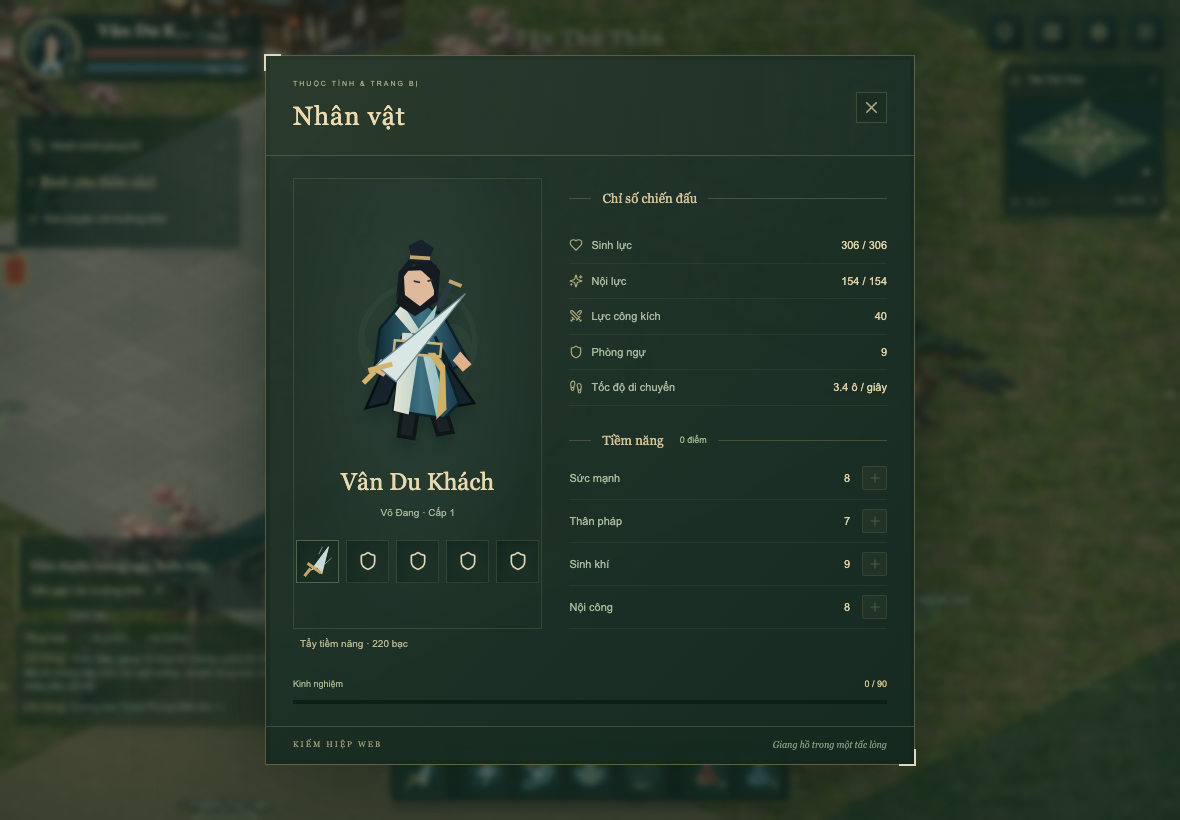 THUỘC TÍNH & TRANG BỊ
Nhân vật
Vân Du Khách
Võ Đang · Cấp 1
Tẩy tiềm năng · 220 bạc
Chỉ số chiến đấu
Sinh lực 306 / 306
Nội lực 154 / 154
Lực công kích 40
Phòng ngự 9
Tốc độ di chuyển 3.4 ô / giây
Tiềm năng 0 điểm
Sức mạnh 8
Thân pháp 7
Sinh khí 9
Nội công 8
Kinh nghiệm 0 / 90
KIẾM HIỆP WEB
Giang hồ trong một tấc lòng